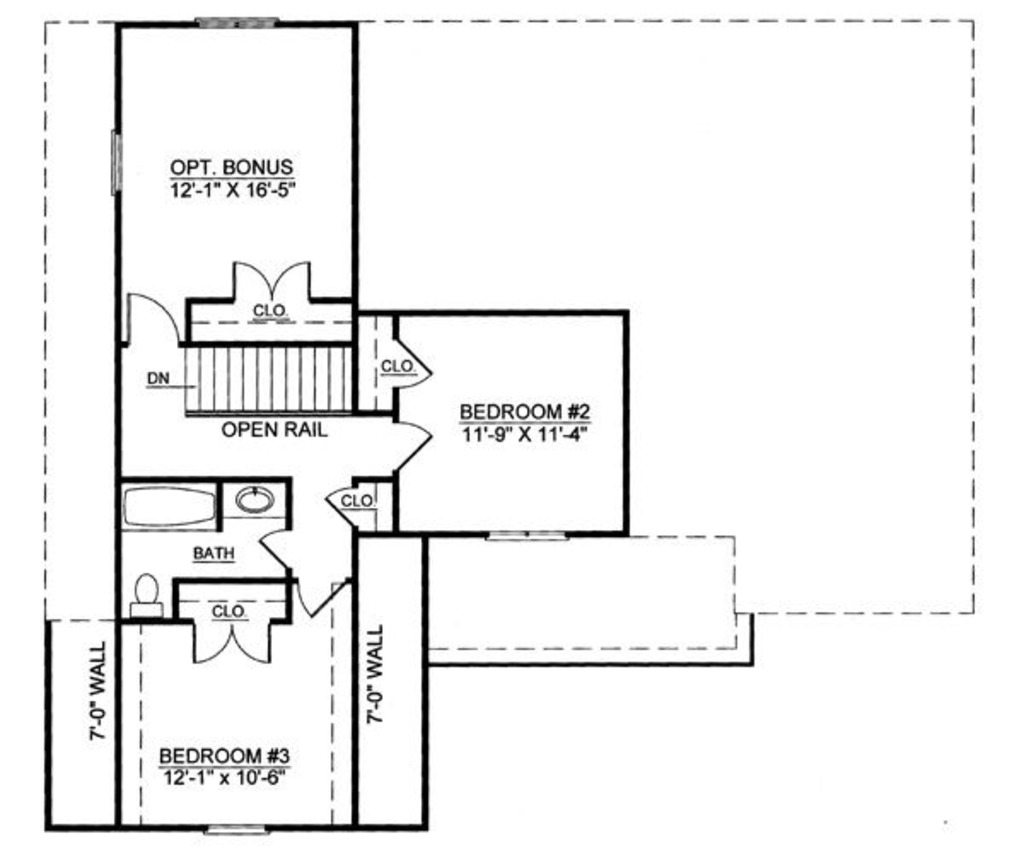 OPT. BONUS
12'-1" X 16'-5"
CLO.
CLO.
DN
BEDROOM #2
11'-9" X 11'-4"
OPEN RAIL
CLO.
BATH
CLO.
7'-0" WALL
7'-0" WALL
BEDROOM #3
12'-1" x 10'-6"